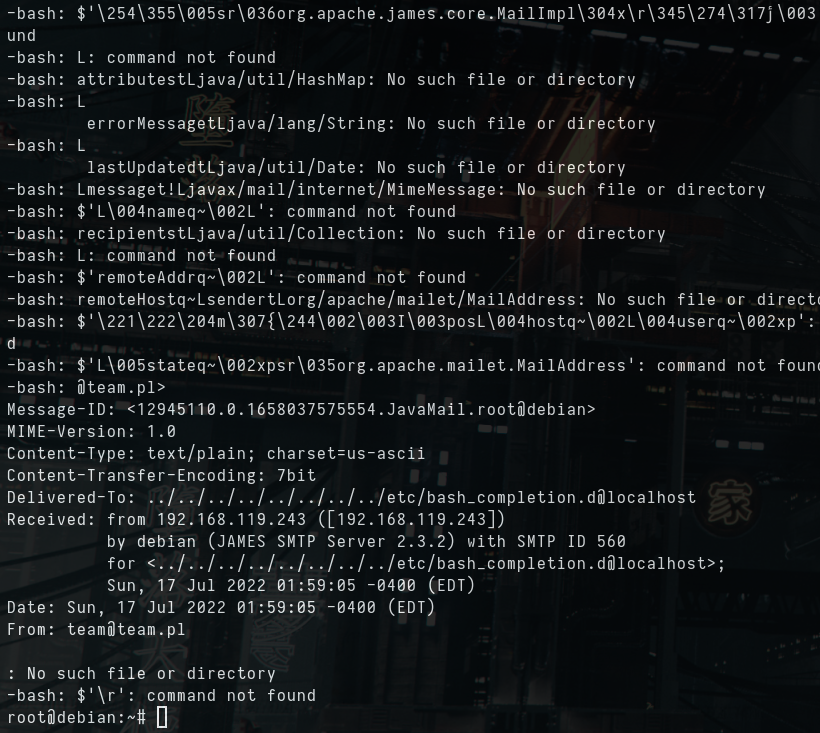 -bash: $'\254\355\005sr\036org.apache.james.core.MailImpl\304x\r\345\274\317j\003
und
-bash: L: command not found
-bash: attributestLjava/util/HashMap: No such file or directory
-bash: L
        errorMessagetLjava/lang/String: No such file or directory
-bash: L
        lastUpdatedtLjava/util/Date: No such file or directory
-bash: Lmessaget!Ljavax/mail/internet/MimeMessage: No such file or directory
-bash: $'L\004nameq~\002L': command not found
-bash: recipientstLjava/util/Collection: No such file or directory
-bash: L: command not found
-bash: $'remoteAddrq~\002L': command not found
-bash: remoteHostq~LsendertLorg/apache/mailet/MailAddress: No such file or directo
-bash: $'\221\222\204m\307{\244\002\003I\003posL\004hostq~\002L\004userq~\002xp':
d
-bash: $'L\005stateq~\002xpsr\035org.apache.mailet.MailAddress': command not foun
-bash: @team.pl>
Message-ID: <12945110.0.1658037575554.JavaMail.root@debian>
MIME-Version: 1.0
Content-Type: text/plain; charset=us-ascii
Content-Transfer-Encoding: 7bit
Delivered-To: ../../../../../../../../etc/bash_completion.d@localhost
Received: from 192.168.119.243 ([192.168.119.243])
          by debian (JAMES SMTP Server 2.3.2) with SMTP ID 560
          for <../../../../../../../../etc/bash_completion.d@localhost>;
          Sun, 17 Jul 2022 01:59:05 -0400 (EDT)
Date: Sun, 17 Jul 2022 01:59:05 -0400 (EDT)
From: team@team.pl
: No such file or directory
-bash: $'\r': command not found
root@debian:~#
家